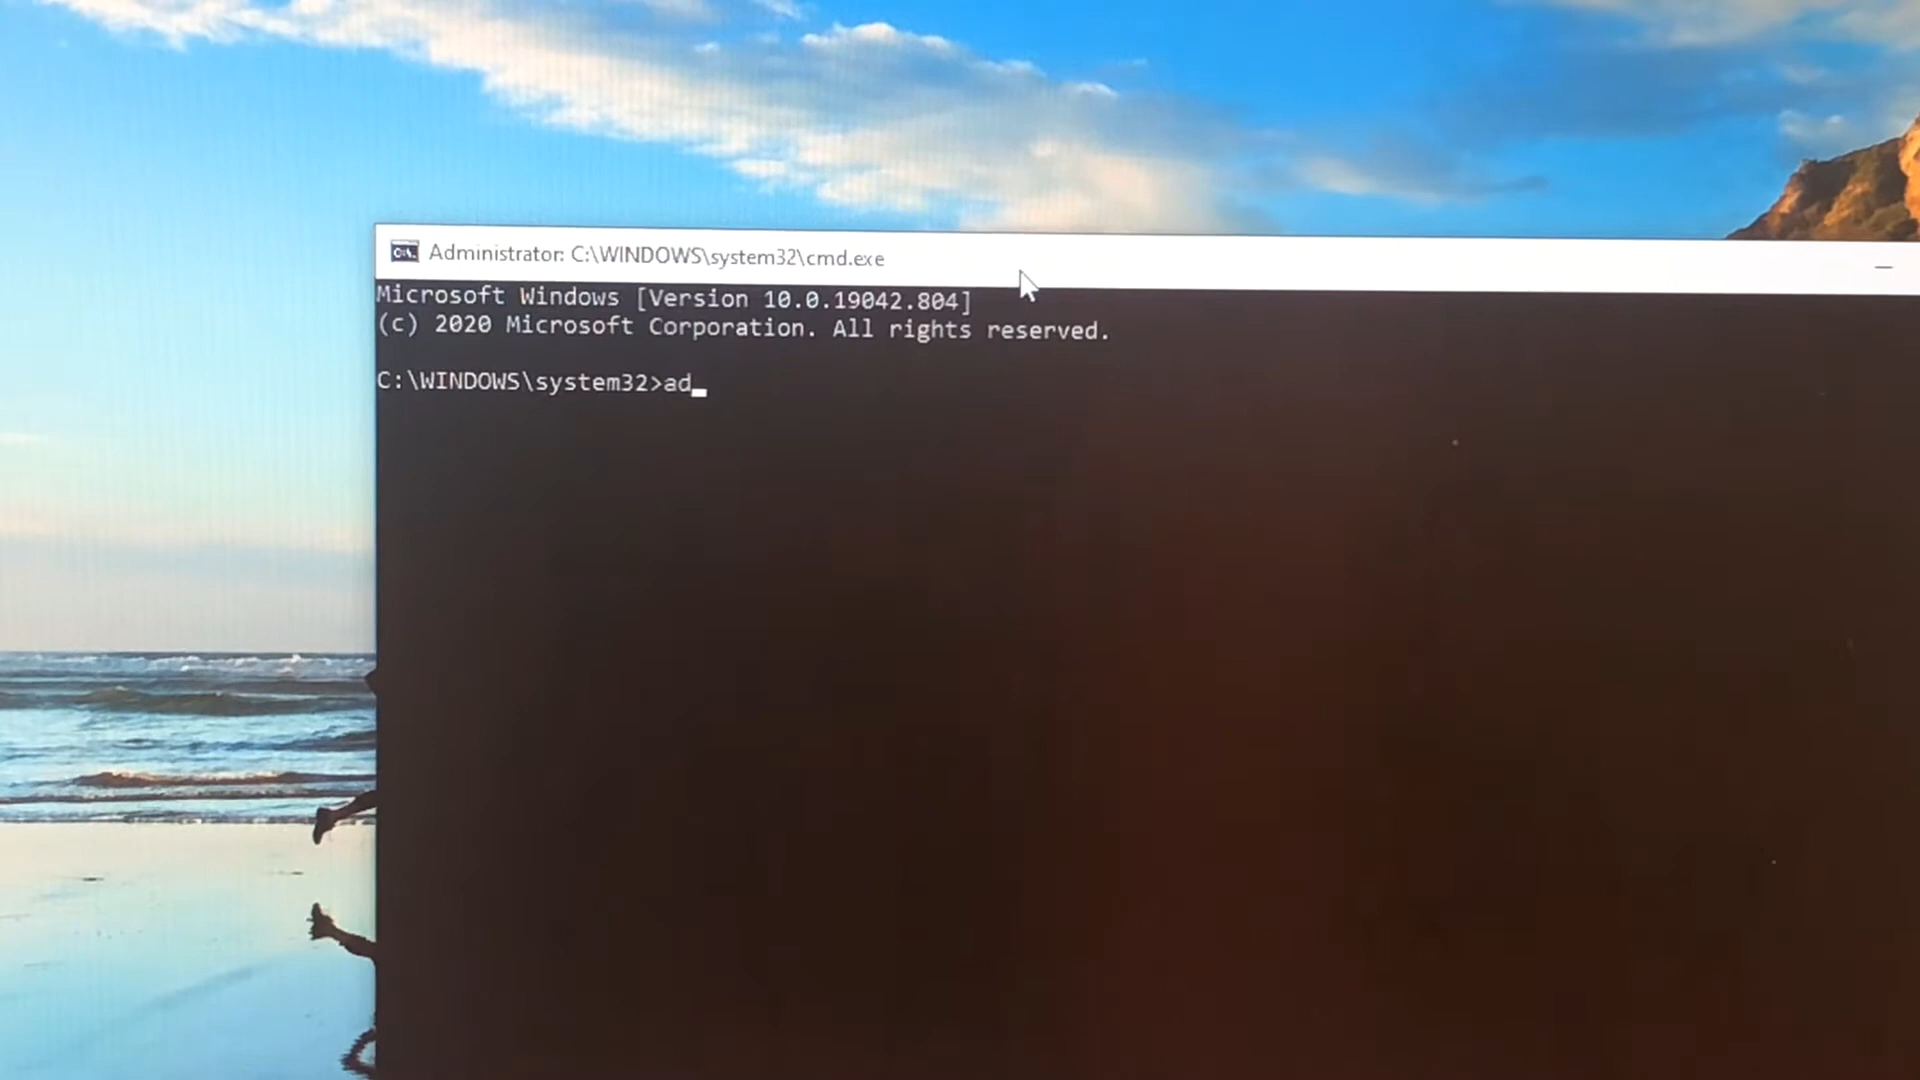 Administrator: C:\WINDOWS\system32\cmd.exe
Microsoft Windows [Version 10.0.19042.804]
(c) 2020 Microsoft Corporation. All rights reserved.
C:\WINDOWS\system32>ad